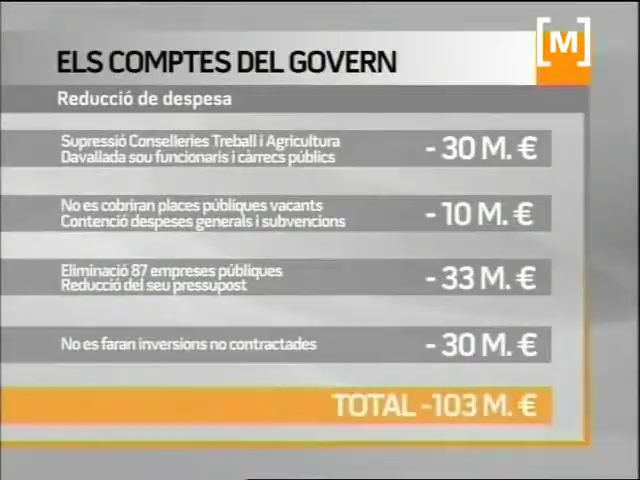 [M]
ELS COMPTES DEL GOVERN
Reducció de despesa
Supressió Conselleries Treball i Agricultura
Davallada sou funcionaris i càrrecs públics
- 30 M. €
No es cobriran places públiques vacants
Contenció despeses generals i subvencions
- 10 M. €
Eliminació 87 empreses públiques
Reducció del seu pressupost
- 33 M. €
No es faran inversions no contractades
- 30 M. €
TOTAL -103 M. €